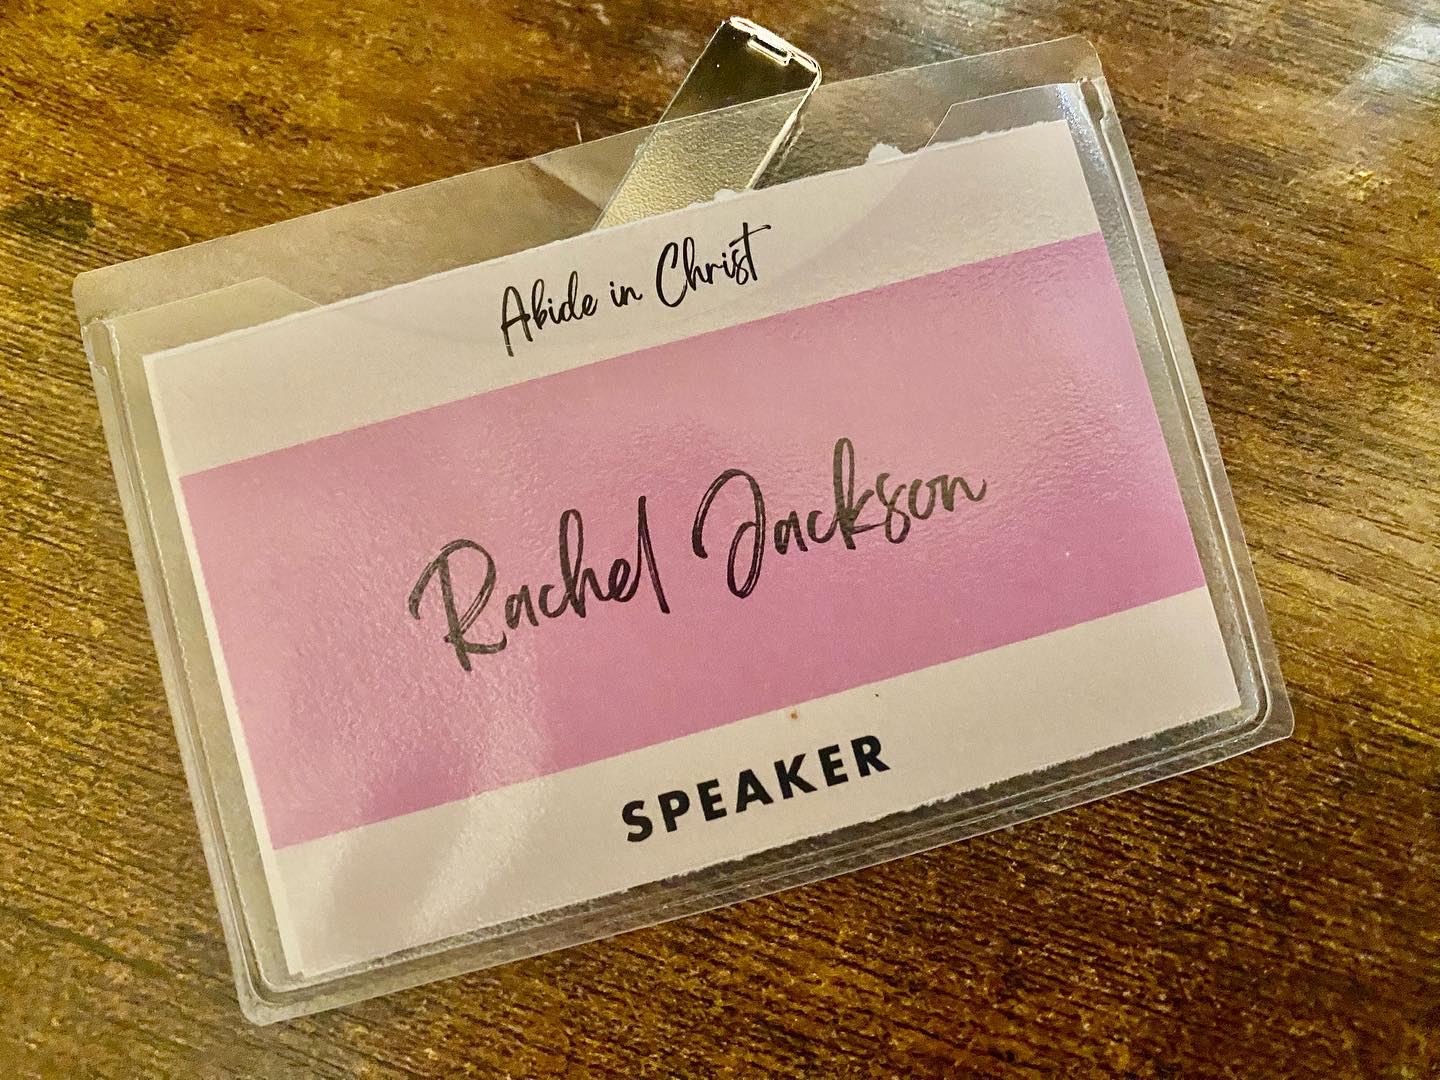 Abide in Christ
Rachel Jackson
SPEAKER